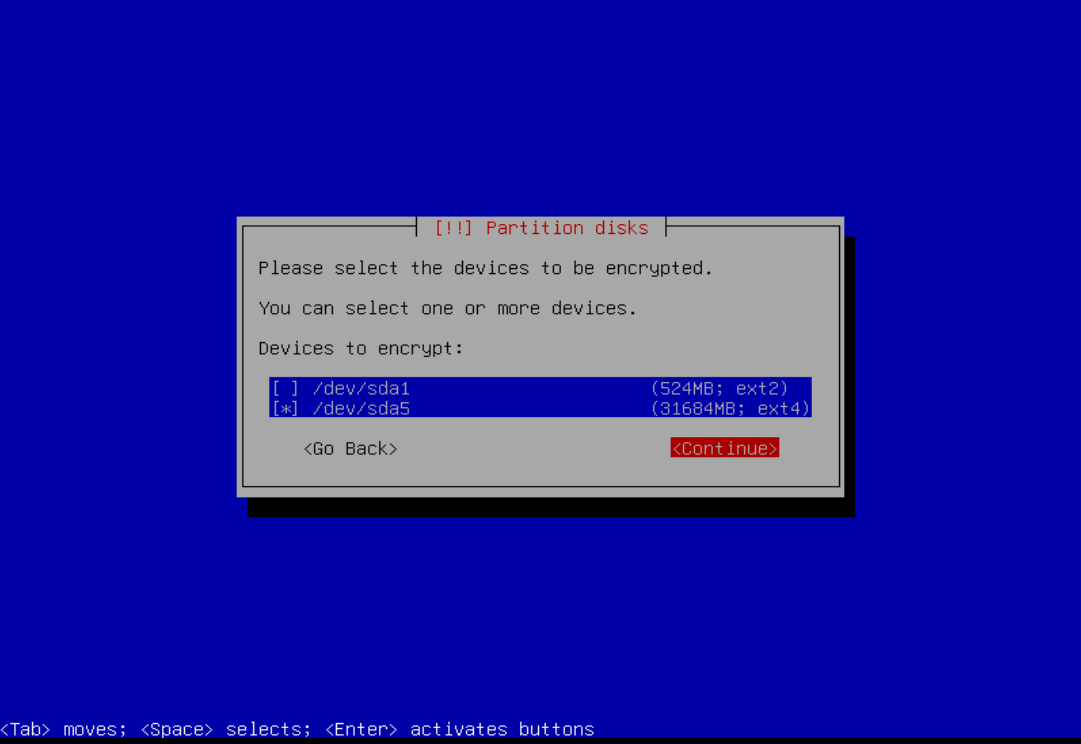 [!!] Partition disks
Please select the devices to be encrypted.
You can select one or more devices.
Devices to encrypt:
[ ] /dev/sda1 (524MB; ext2)
[*] /dev/sda5 (31684MB; ext4)
<Go Back> <Continue>
<Tab> moves; <Space> selects; <Enter> activates buttons